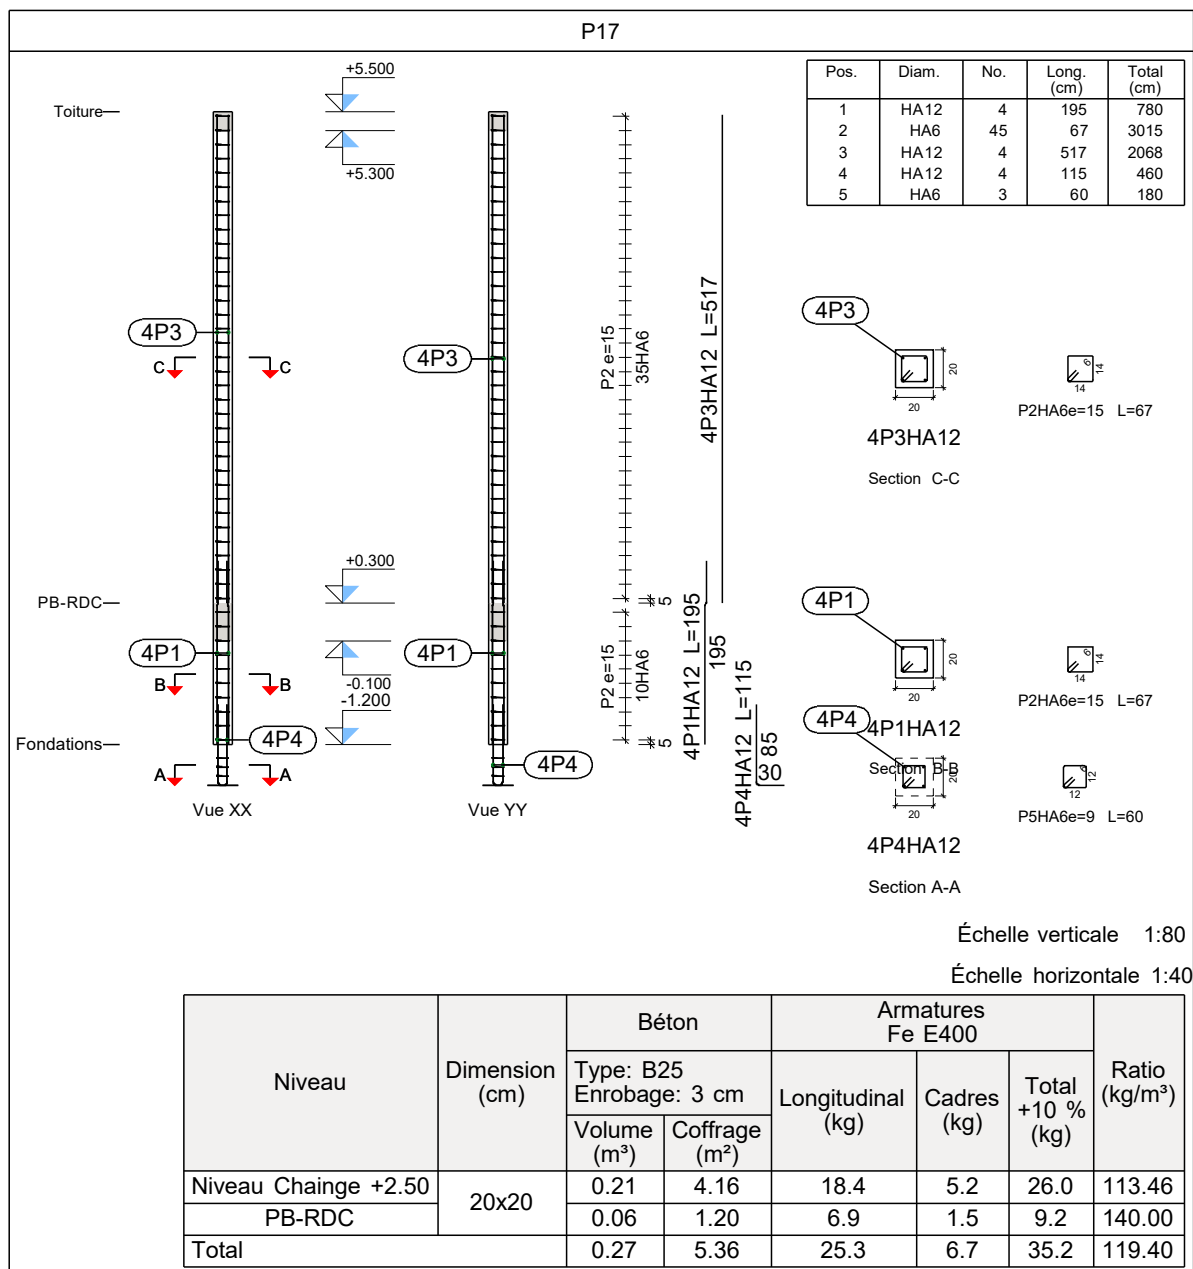 P17
Toiture
+5.500
+5.300
4P3
4P3
C C
PB-RDC
+0.300
4P1
4P1
-0.100
B B
-1.200
Fondations
4P4
4P4
A A
Vue XX
Vue YY
P2 e=15
35HA6
5
P2 e=15
10HA6
5
4P3HA12 L=517
4P1HA12 L=195
195
4P4HA12 L=115
85
30
Pos. Diam. No. Long. (cm) Total (cm)
1 HA12 4 195 780
2 HA6 45 67 3015
3 HA12 4 517 2068
4 HA12 4 115 460
5 HA6 3 60 180
4P3
20
20
4P3HA12
Section C-C
6
14
14
P2HA6e=15 L=67
4P1
20
20
4P1HA12
Section B-B
6
14
14
P2HA6e=15 L=67
4P4
20
20
4P4HA12
Section A-A
12
12
P5HA6e=9 L=60
Échelle verticale 1:80
Échelle horizontale 1:40
Niveau
Dimension
(cm)
Béton
Type: B25
Enrobage: 3 cm
Volume
(m³)
Coffrage
(m²)
Armatures
Fe E400
Longitudinal
(kg)
Cadres
(kg)
Total
+10 %
(kg)
Ratio
(kg/m³)
Niveau Chainge +2.50 20x20 0.21 4.16 18.4 5.2 26.0 113.46
PB-RDC 0.06 1.20 6.9 1.5 9.2 140.00
Total 0.27 5.36 25.3 6.7 35.2 119.40